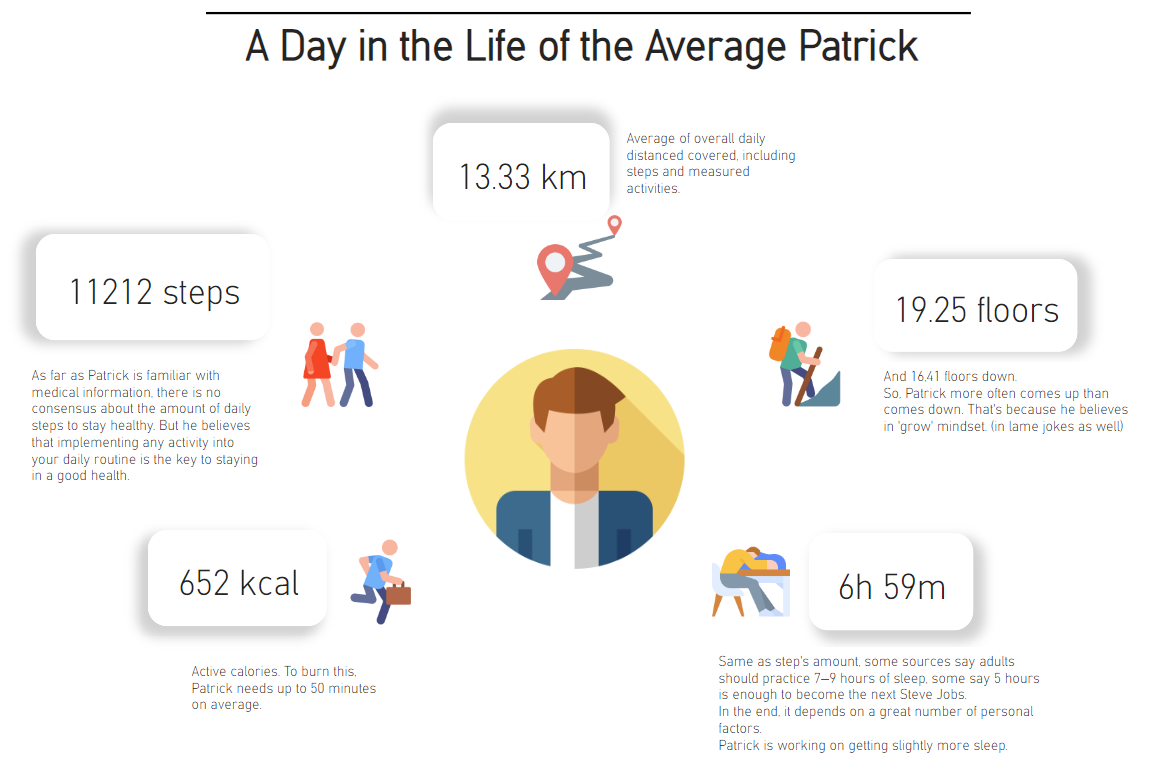 A Day in the Life of the Average Patrick
13.33 km
Average of overall daily
distanced covered, including
steps and measured
activities.
11212 steps
As far as Patrick is familiar with
medical information, there is no
consensus about the amount of daily
steps to stay healthy. But he believes
that implementing any activity into
your daily routine is the key to staying
in a good health.
19.25 floors
And 16,41 floors down.
So, Patrick more often comes up than
comes down. That's because he believes
in 'grow' mindset. (in lame jokes as well)
652 kcal
Active calories. To burn this,
Patrick needs up to 50 minutes
on average.
6h 59m
Same as step's amount, some sources say adults
should practice 7–9 hours of sleep, some say 5 hours
is enough to become the next Steve Jobs.
In the end, it depends on a great number of personal
factors.
Patrick is working on getting slightly more sleep.